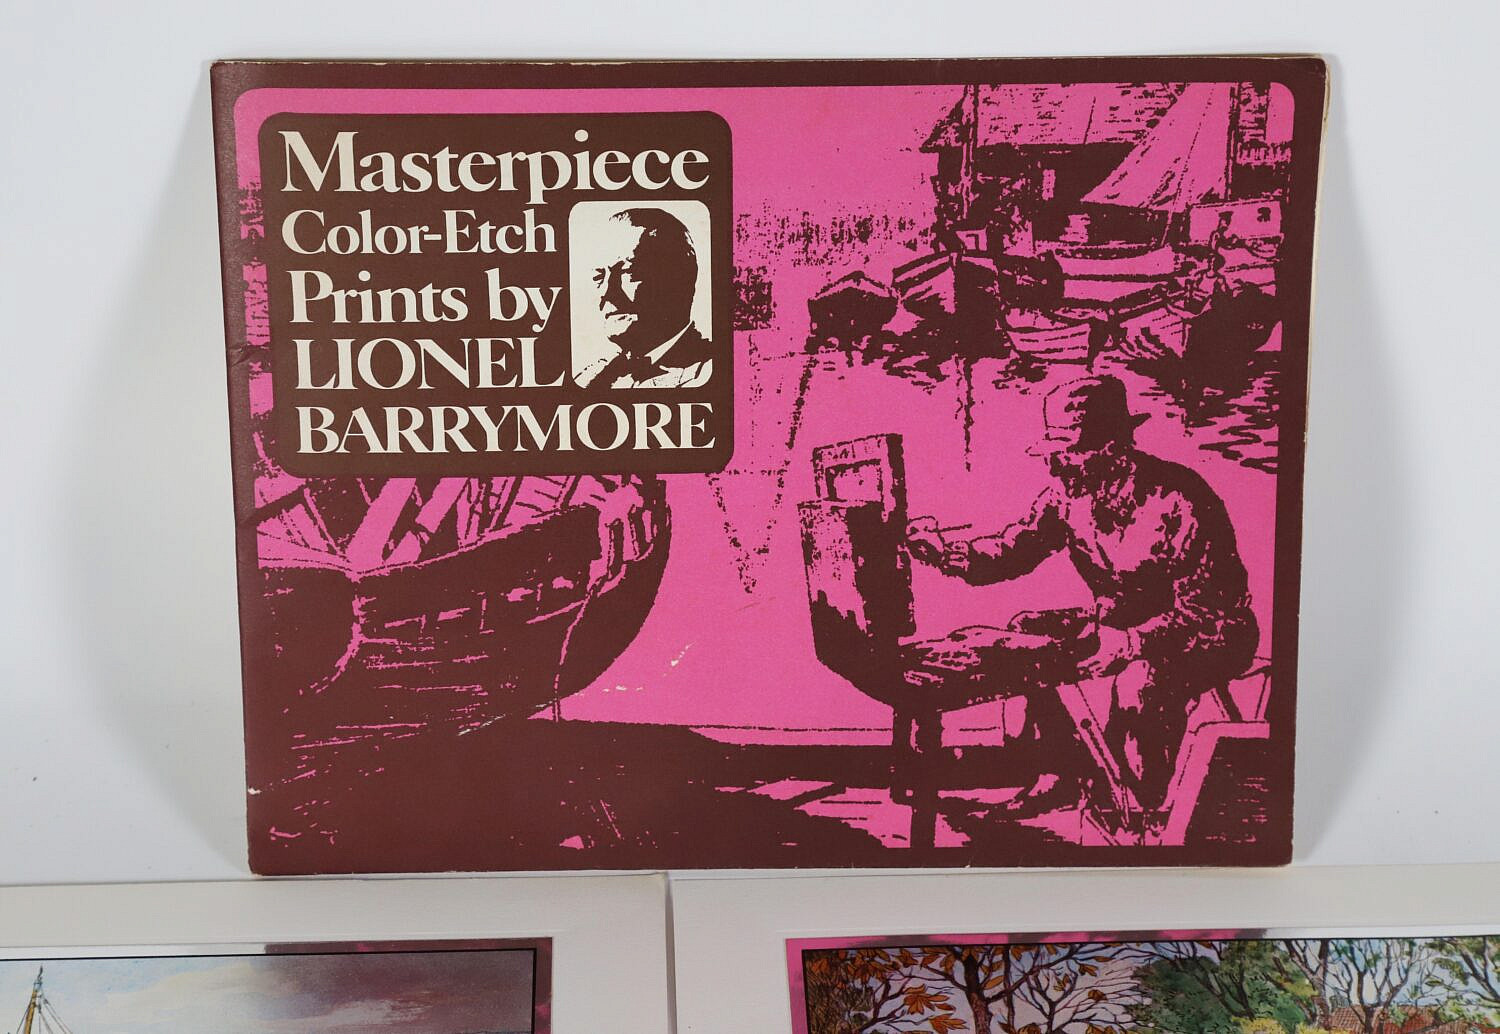 Masterpiece
Color-Etch
Prints by
LIONEL
BARRYMORE